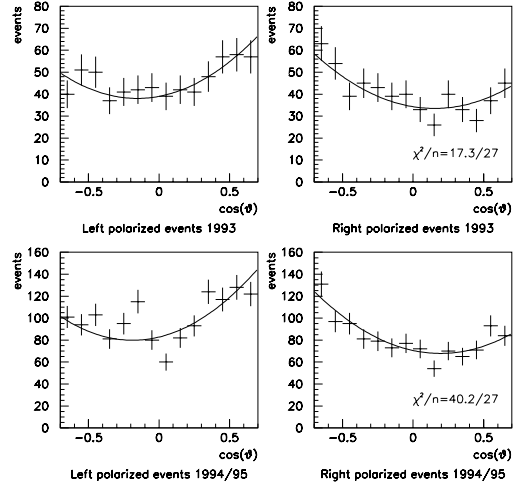 events
80
70
60
50
40
30
20
10
0
-0.5 0 0.5
cos(ϑ)
Left polarized events 1993
events
80
70
60
50
40
30
20
10
0
χ²/n=17.3/27
-0.5 0 0.5
cos(ϑ)
Right polarized events 1993
events
160
140
120
100
80
60
40
20
0
-0.5 0 0.5
cos(ϑ)
Left polarized events 1994/95
events
160
140
120
100
80
60
40
20
0
χ²/n=40.2/27
-0.5 0 0.5
cos(ϑ)
Right polarized events 1994/95